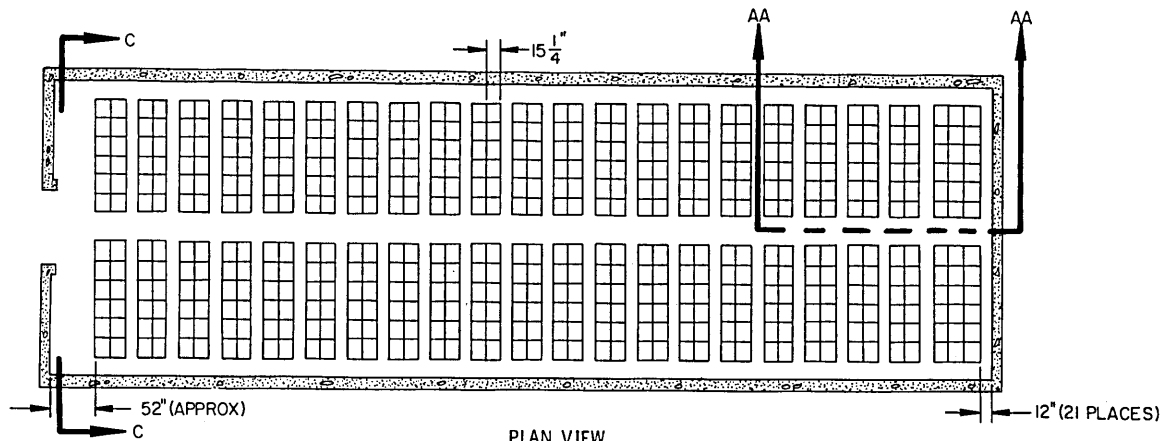 AA
AA
C
15 1/4"
52" (APPROX)
12" (21 PLACES)
C
PLAN VIEW